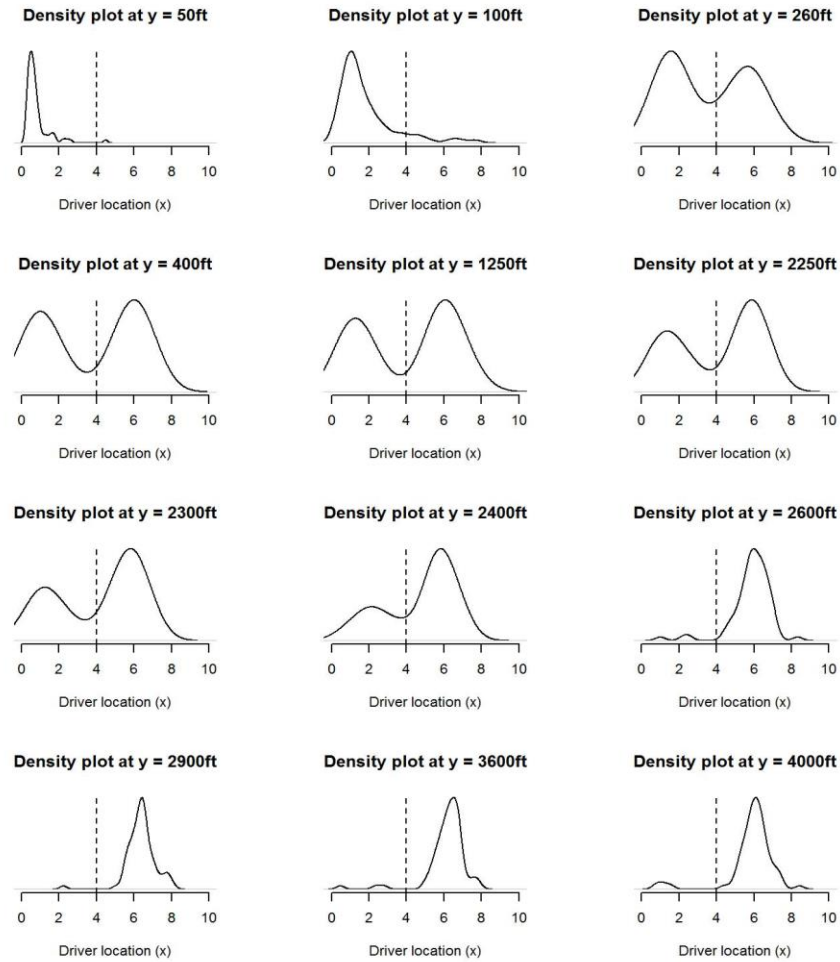 Density plot at y = 50ft
Density plot at y = 100ft
Density plot at y = 260ft
0 2 4 6 8 10
0 2 4 6 8 10
0 2 4 6 8 10
Driver location (x)
Driver location (x)
Driver location (x)
Density plot at y = 400ft
Density plot at y = 1250ft
Density plot at y = 2250ft
0 2 4 6 8 10
0 2 4 6 8 10
0 2 4 6 8 10
Driver location (x)
Driver location (x)
Driver location (x)
Density plot at y = 2300ft
Density plot at y = 2400ft
Density plot at y = 2600ft
0 2 4 6 8 10
0 2 4 6 8 10
0 2 4 6 8 10
Driver location (x)
Driver location (x)
Driver location (x)
Density plot at y = 2900ft
Density plot at y = 3600ft
Density plot at y = 4000ft
0 2 4 6 8 10
0 2 4 6 8 10
0 2 4 6 8 10
Driver location (x)
Driver location (x)
Driver location (x)